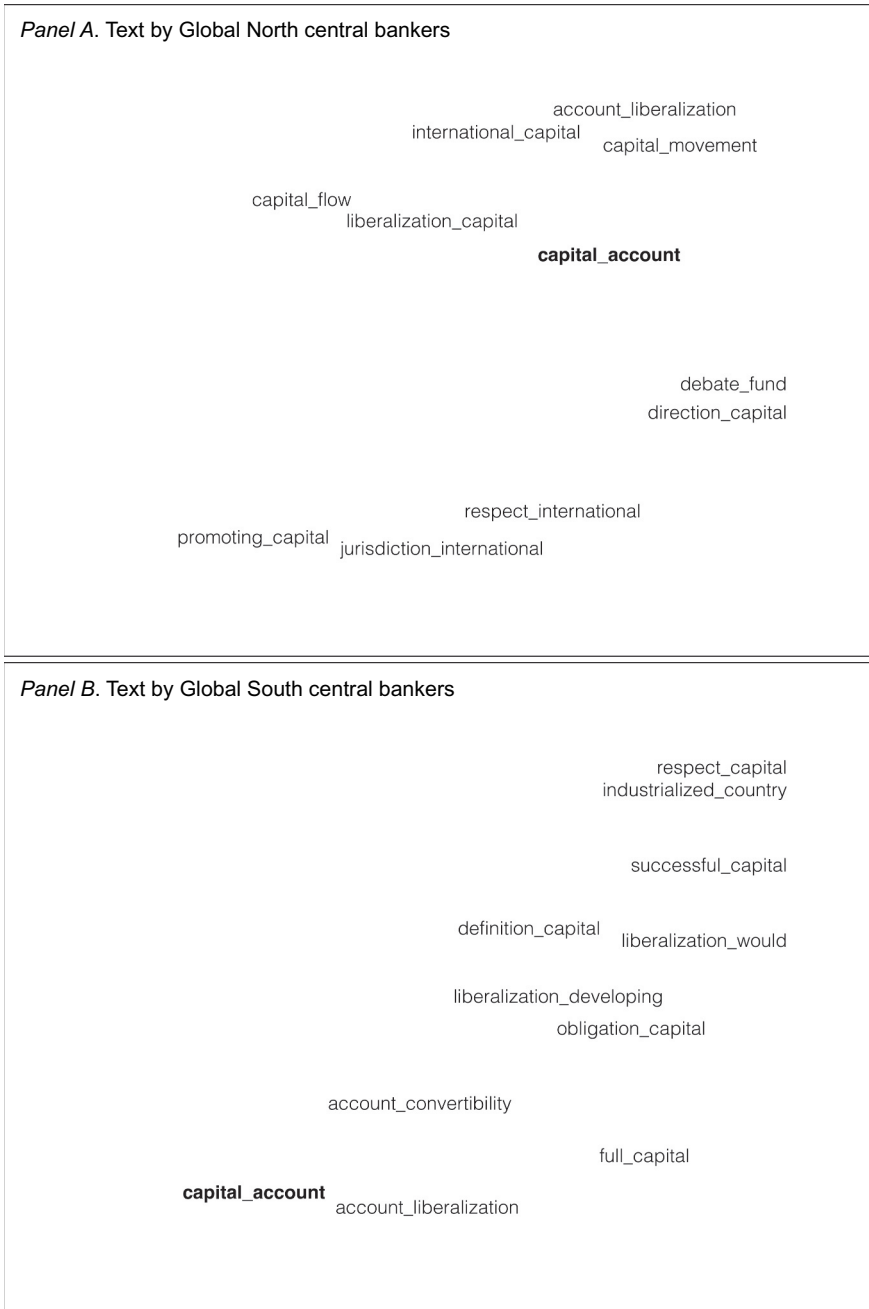 Panel A. Text by Global North central bankers
account_liberalization
international_capital
capital_movement
capital_flow
liberalization_capital
capital_account
debate_fund
direction_capital
respect_international
promoting_capital
jurisdiction_international
Panel B. Text by Global South central bankers
respect_capital
industrialized_country
successful_capital
definition_capital
liberalization_would
liberalization_developing
obligation_capital
account_convertibility
full_capital
capital_account
account_liberalization